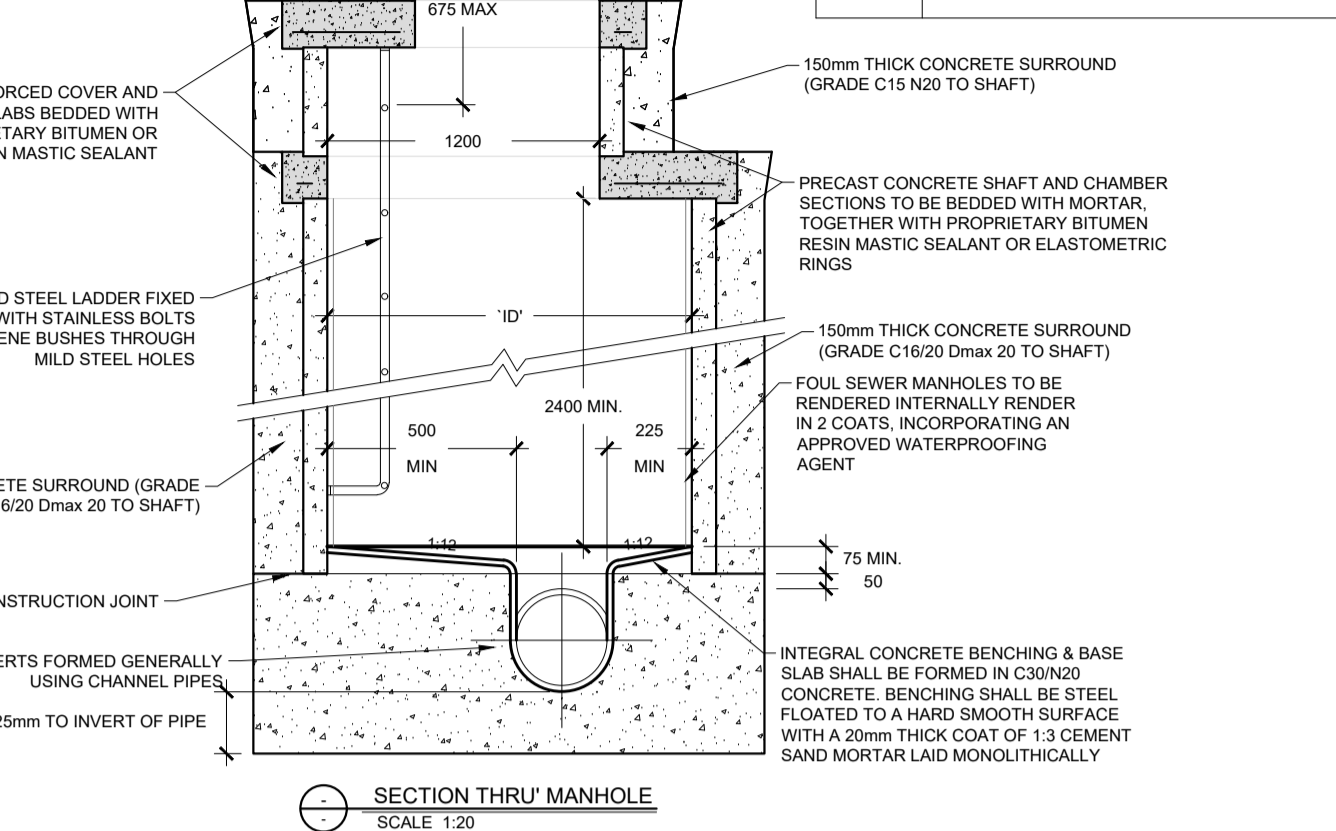 675 MAX
150mm THICK CONCRETE SURROUND
(GRADE C15 N20 TO SHAFT)
ORCED COVER AND
LABS BEDDED WITH
ETARY BITUMEN OR
N MASTIC SEALANT
1200
PRECAST CONCRETE SHAFT AND CHAMBER
SECTIONS TO BE BEDDED WITH MORTAR,
TOGETHER WITH PROPRIETARY BITUMEN
RESIN MASTIC SEALANT OR ELASTOMETRIC
RINGS
D STEEL LADDER FIXED
WITH STAINLESS BOLTS
ENE BUSHES THROUGH
MILD STEEL HOLES
`ID'
150mm THICK CONCRETE SURROUND
(GRADE C16/20 Dmax 20 TO SHAFT)
FOUL SEWER MANHOLES TO BE
RENDERED INTERNALLY RENDER
IN 2 COATS, INCORPORATING AN
APPROVED WATERPROOFING
AGENT
2400 MIN.
500
MIN
225
MIN
ETE SURROUND (GRADE
6/20 Dmax 20 TO SHAFT)
1:12
1:12
75 MIN.
50
NSTRUCTION JOINT
ERTS FORMED GENERALLY
USING CHANNEL PIPES
25mm TO INVERT OF PIPE
INTEGRAL CONCRETE BENCHING & BASE
SLAB SHALL BE FORMED IN C30/N20
CONCRETE. BENCHING SHALL BE STEEL
FLOATED TO A HARD SMOOTH SURFACE
WITH A 20mm THICK COAT OF 1:3 CEMENT
SAND MORTAR LAID MONOLITHICALLY
-
-
SECTION THRU' MANHOLE
SCALE 1:20